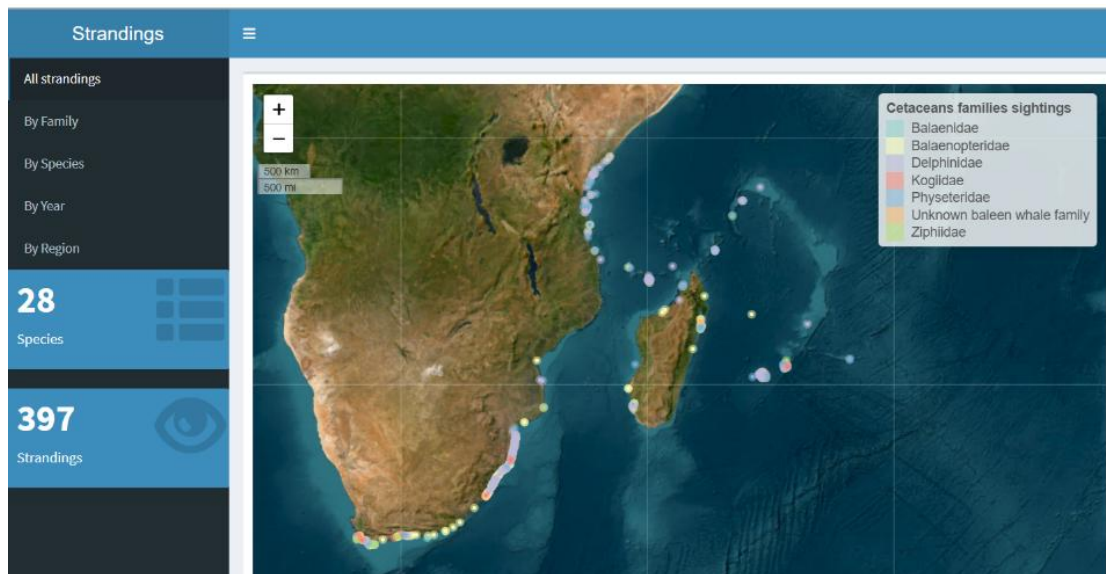 Strandings
All strandings
By Family
By Species
By Year
By Region
28
Species
397
Strandings
+
−
500 km
500 mi
Cetaceans families sightings
Balaenidae
Balaenopteridae
Delphinidae
Kogiidae
Physeteridae
Unknown baleen whale family
Ziphiidae